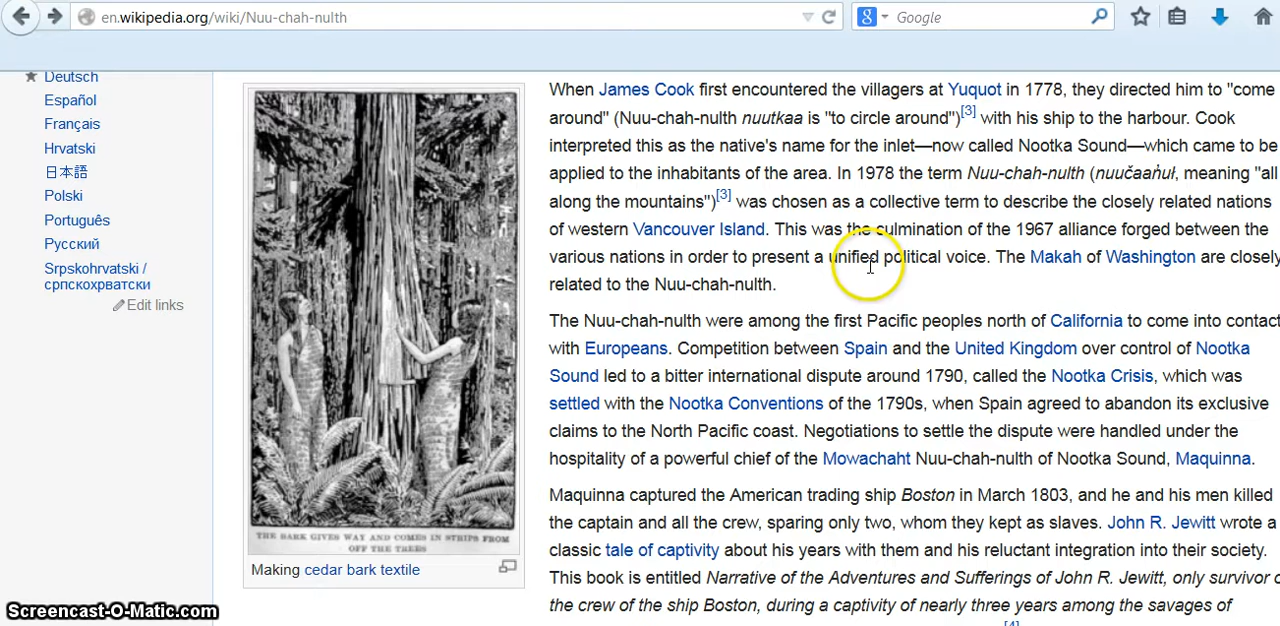 en.wikipedia.org/wiki/Nuu-chah-nulth
Google
Deutsch
Español
Français
Hrvatski
日本語
Polski
Português
Русский
Srpskohrvatski /
српскохрватски
Edit links
THE BARK GIVES WAY AND COMES IN STRIPS FROM
OFF THE TREES
Making cedar bark textile
When James Cook first encountered the villagers at Yuquot in 1778, they directed him to "come
around" (Nuu-chah-nulth nuutkaa is "to circle around")[3] with his ship to the harbour. Cook
interpreted this as the native's name for the inlet—now called Nootka Sound—which came to be
applied to the inhabitants of the area. In 1978 the term Nuu-chah-nulth (nuučaan̓uł, meaning "all
along the mountains")[3] was chosen as a collective term to describe the closely related nations
of western Vancouver Island. This was the culmination of the 1967 alliance forged between the
various nations in order to present a unified political voice. The Makah of Washington are closely
related to the Nuu-chah-nulth.
The Nuu-chah-nulth were among the first Pacific peoples north of California to come into contact
with Europeans. Competition between Spain and the United Kingdom over control of Nootka
Sound led to a bitter international dispute around 1790, called the Nootka Crisis, which was
settled with the Nootka Conventions of the 1790s, when Spain agreed to abandon its exclusive
claims to the North Pacific coast. Negotiations to settle the dispute were handled under the
hospitality of a powerful chief of the Mowachaht Nuu-chah-nulth of Nootka Sound, Maquinna.
Maquinna captured the American trading ship Boston in March 1803, and he and his men killed
the captain and all the crew, sparing only two, whom they kept as slaves. John R. Jewitt wrote a
classic tale of captivity about his years with them and his reluctant integration into their society.
This book is entitled Narrative of the Adventures and Sufferings of John R. Jewitt, only survivor o
the crew of the ship Boston, during a captivity of nearly three years among the savages of
[4]
Screencast-O-Matic.com